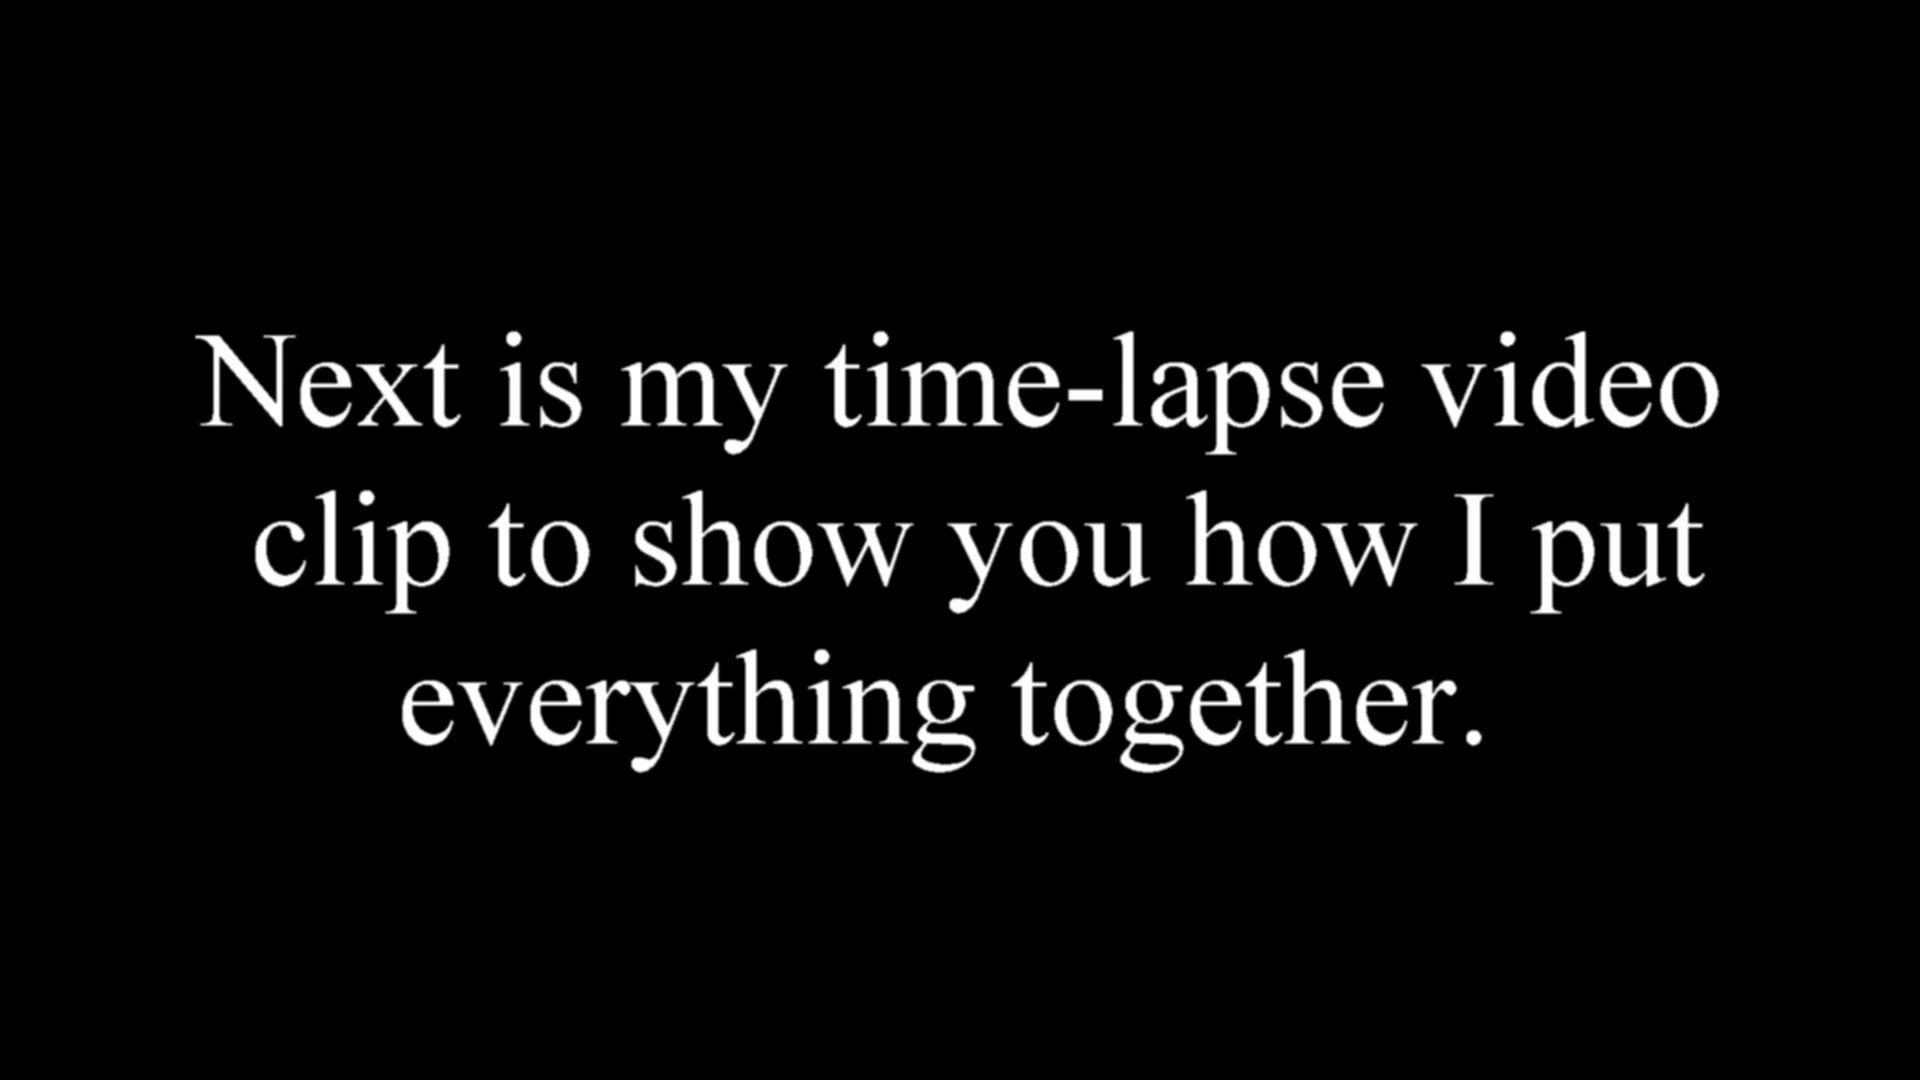 Next is my time-lapse video
clip to show you how I put
everything together.